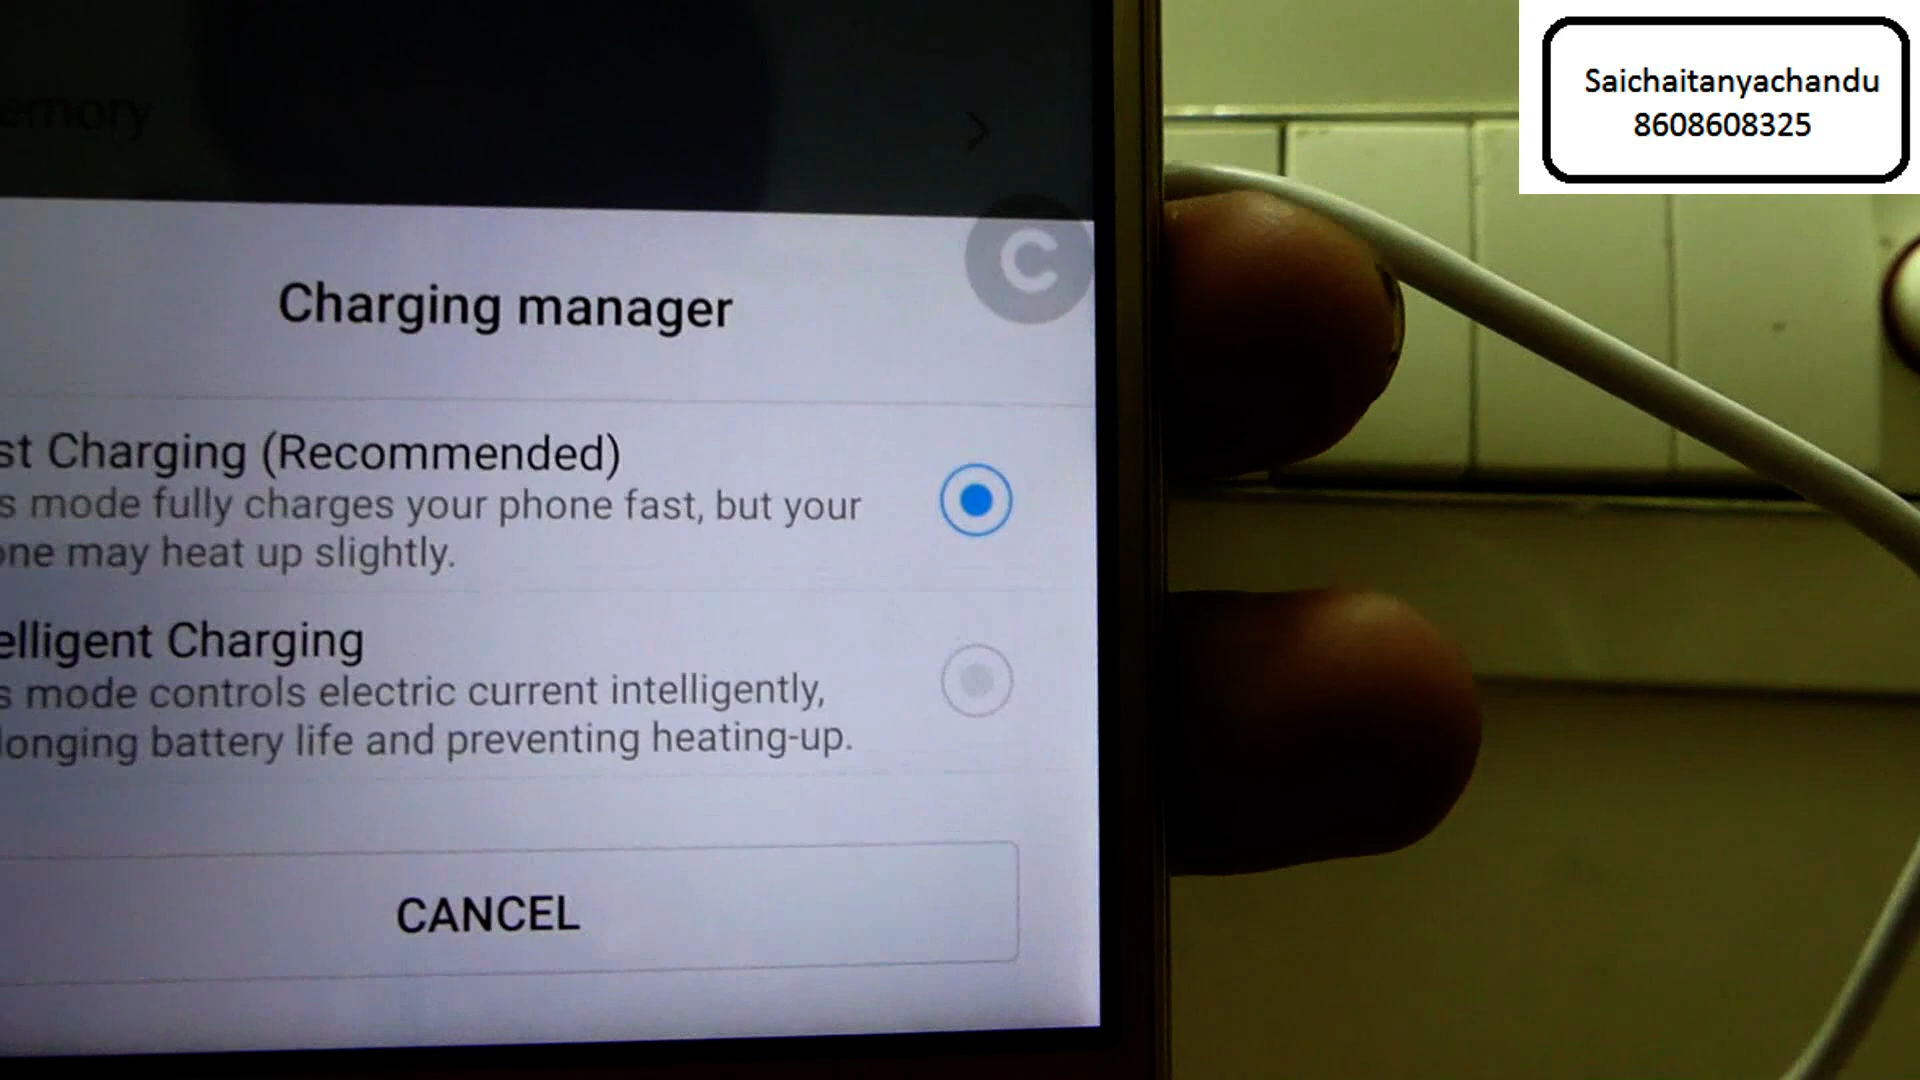 Saichaitanyachandu
8608608325
emory
C
Charging manager
st Charging (Recommended)
s mode fully charges your phone fast, but your
one may heat up slightly.
elligent Charging
s mode controls electric current intelligently,
longing battery life and preventing heating-up.
CANCEL